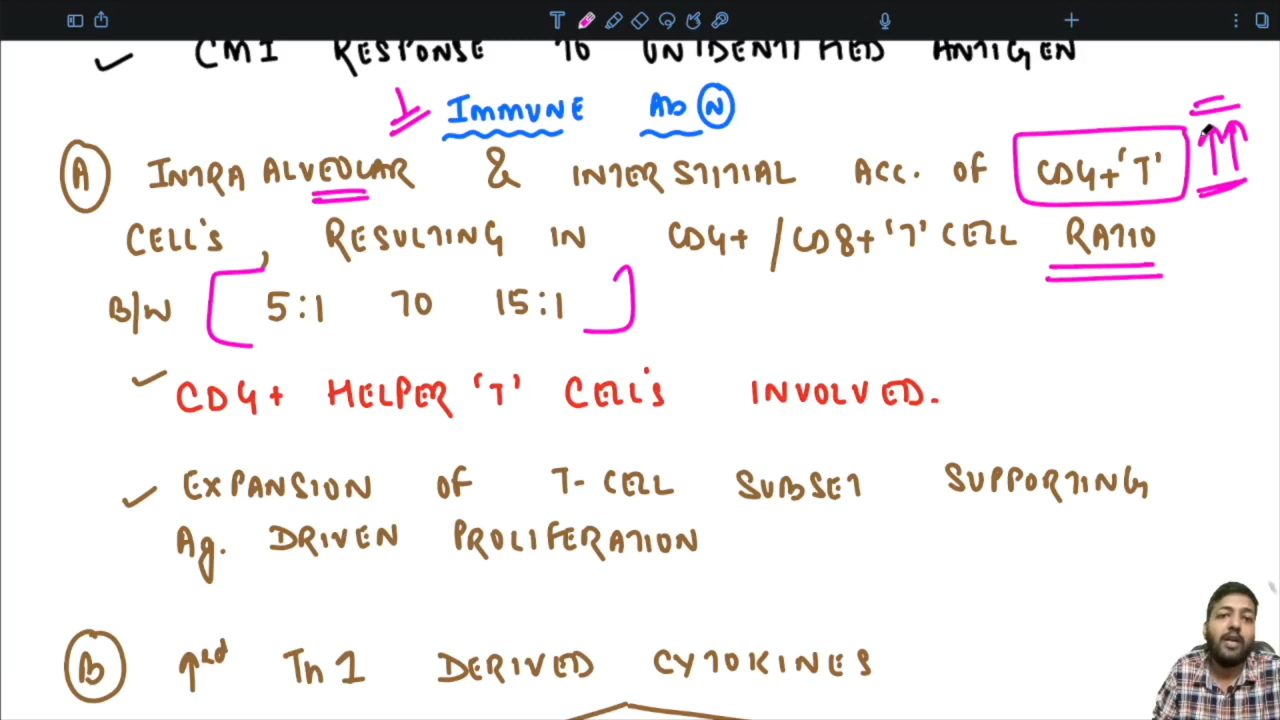 ✓ CMI RESPONSE TO UNIDENTIFIED ANTIGEN
I IMMUNE AB(N)
(A) INTRA ALVEOLAR & INTERSTITIAL ACC. OF CD4+ 'T' ↑↑
CELL'S, RESULTING IN CD4+/CD8+ 'T' CELL RATIO
B/W [5:1 TO 15:1]
✓ CD4+ HELPER 'T' CELL'S INVOLVED.
✓ EXPANSION OF T-CELL SUBSET SUPPORTING
Ag. DRIVEN PROLIFERATION
(B) ↑ed Th1 DERIVED CYTOKINES